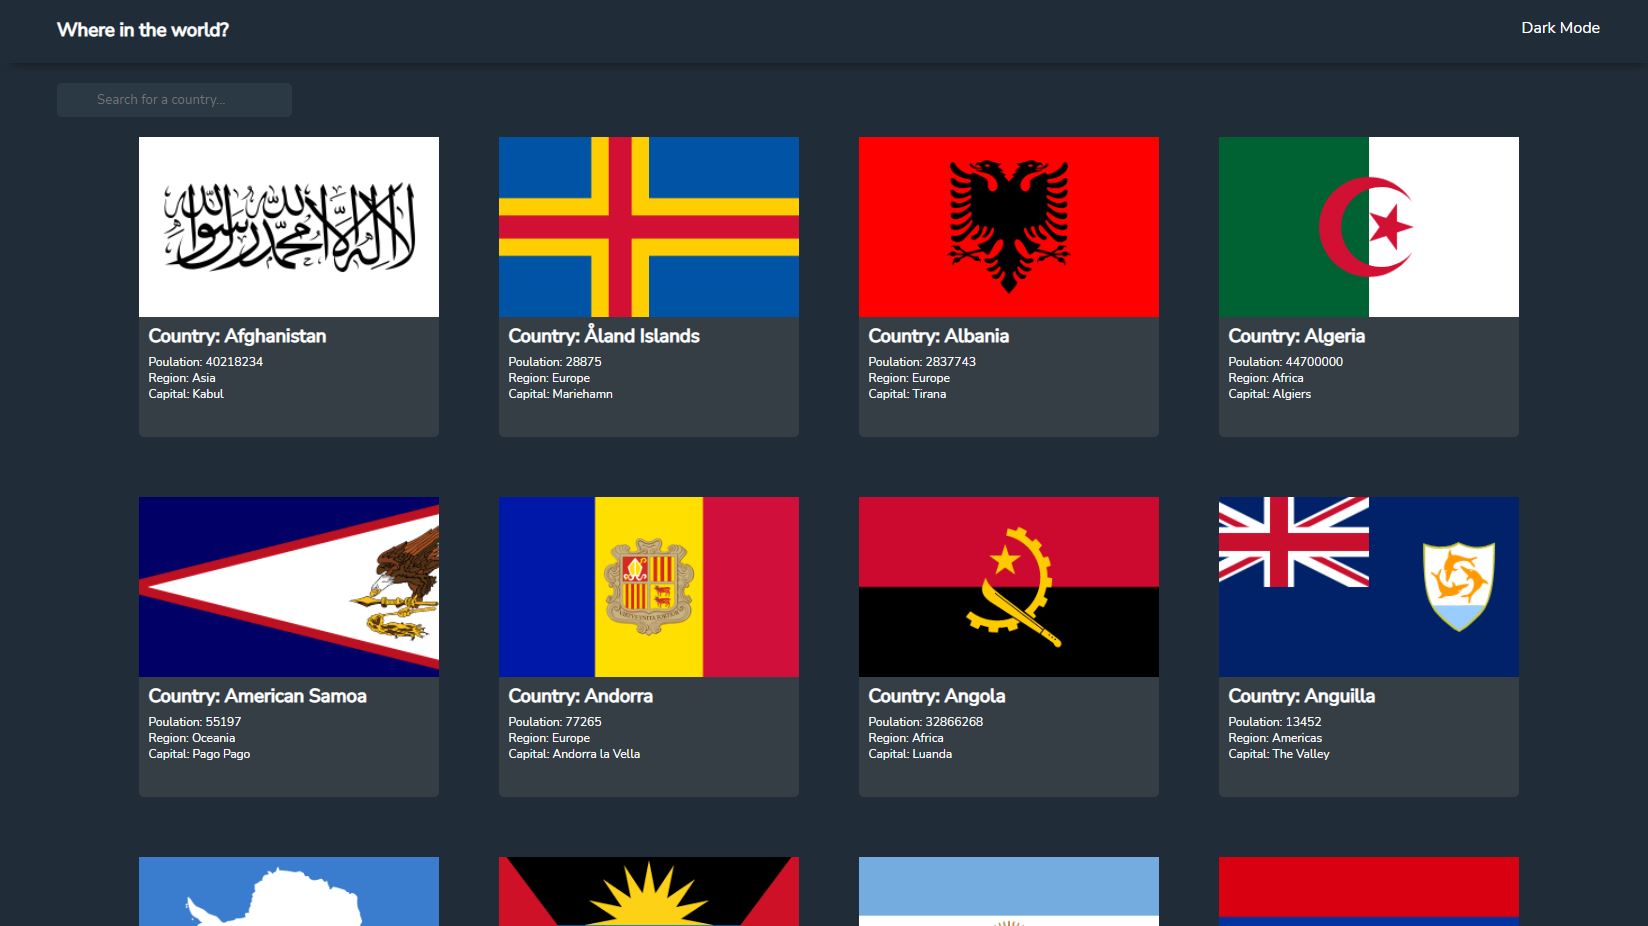 Where in the world?
Dark Mode
Search for a country...
لا إله إلا الله محمد رسول الله
Country: Afghanistan
Poulation: 40218234
Region: Asia
Capital: Kabul
Country: Åland Islands
Poulation: 28875
Region: Europe
Capital: Mariehamn
Country: Albania
Poulation: 2837743
Region: Europe
Capital: Tirana
Country: Algeria
Poulation: 44700000
Region: Africa
Capital: Algiers
Country: American Samoa
Poulation: 55197
Region: Oceania
Capital: Pago Pago
Country: Andorra
Poulation: 77265
Region: Europe
Capital: Andorra la Vella
Country: Angola
Poulation: 32866268
Region: Africa
Capital: Luanda
Country: Anguilla
Poulation: 13452
Region: Americas
Capital: The Valley